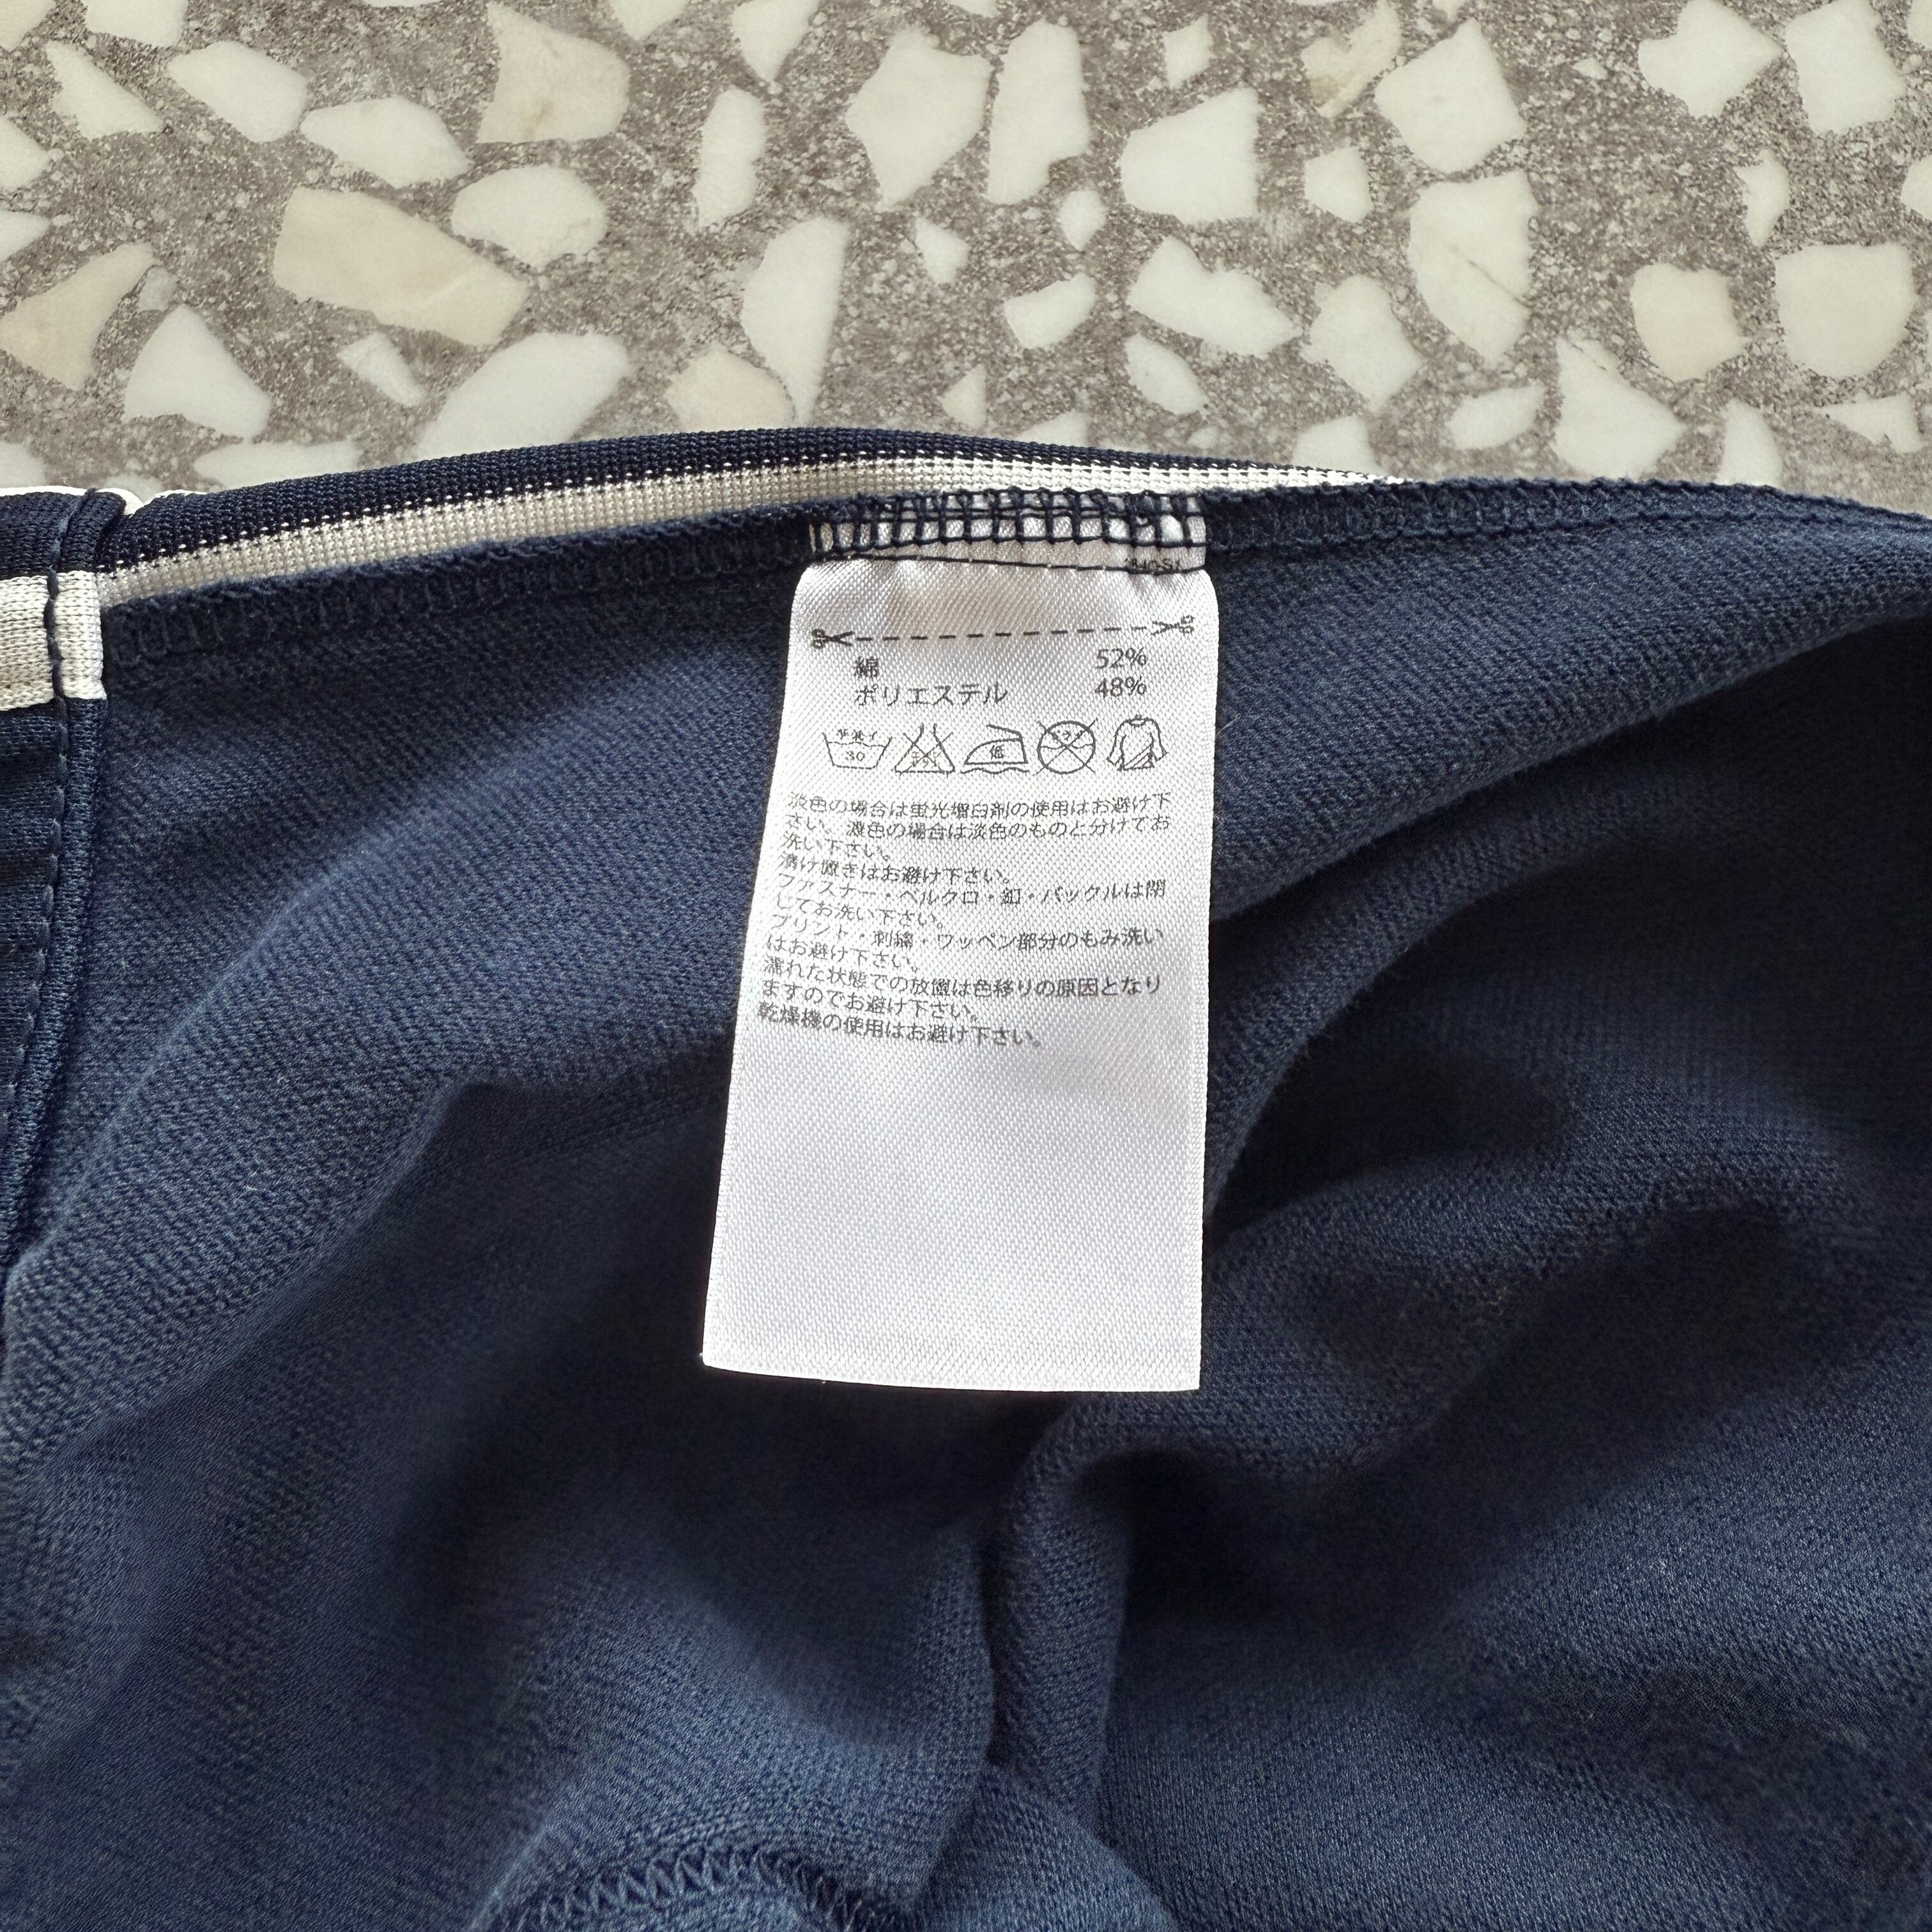 綿 52%
ポリエステル 48%
30
低
淡色の場合は蛍光増白剤の使用はお避け下
さい。濃色の場合は淡色のものと分けてお
洗い下さい。
漬け置きはお避け下さい。
ファスナー・ベルクロ・釦・バックルは閉
じてお洗い下さい。
プリント・刺繍・ワッペン部分のもみ洗い
はお避け下さい。
濡れた状態での放置は色移りの原因となり
ますのでお避け下さい。
乾燥機の使用はお避け下さい。